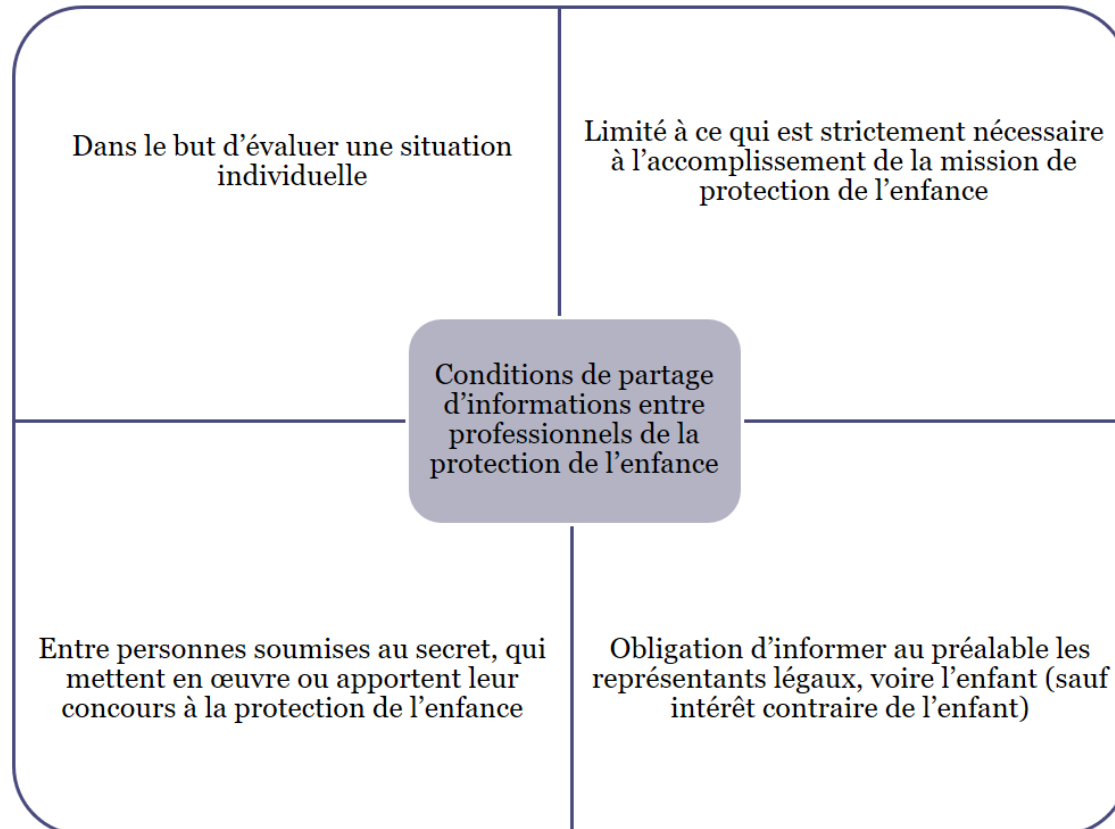 Dans le but d’évaluer une situation
individuelle
Limité à ce qui est strictement nécessaire
à l’accomplissement de la mission de
protection de l’enfance
Conditions de partage
d’informations entre
professionnels de la
protection de l’enfance
Entre personnes soumises au secret, qui
mettent en œuvre ou apportent leur
concours à la protection de l’enfance
Obligation d’informer au préalable les
représentants légaux, voire l’enfant (sauf
intérêt contraire de l’enfant)